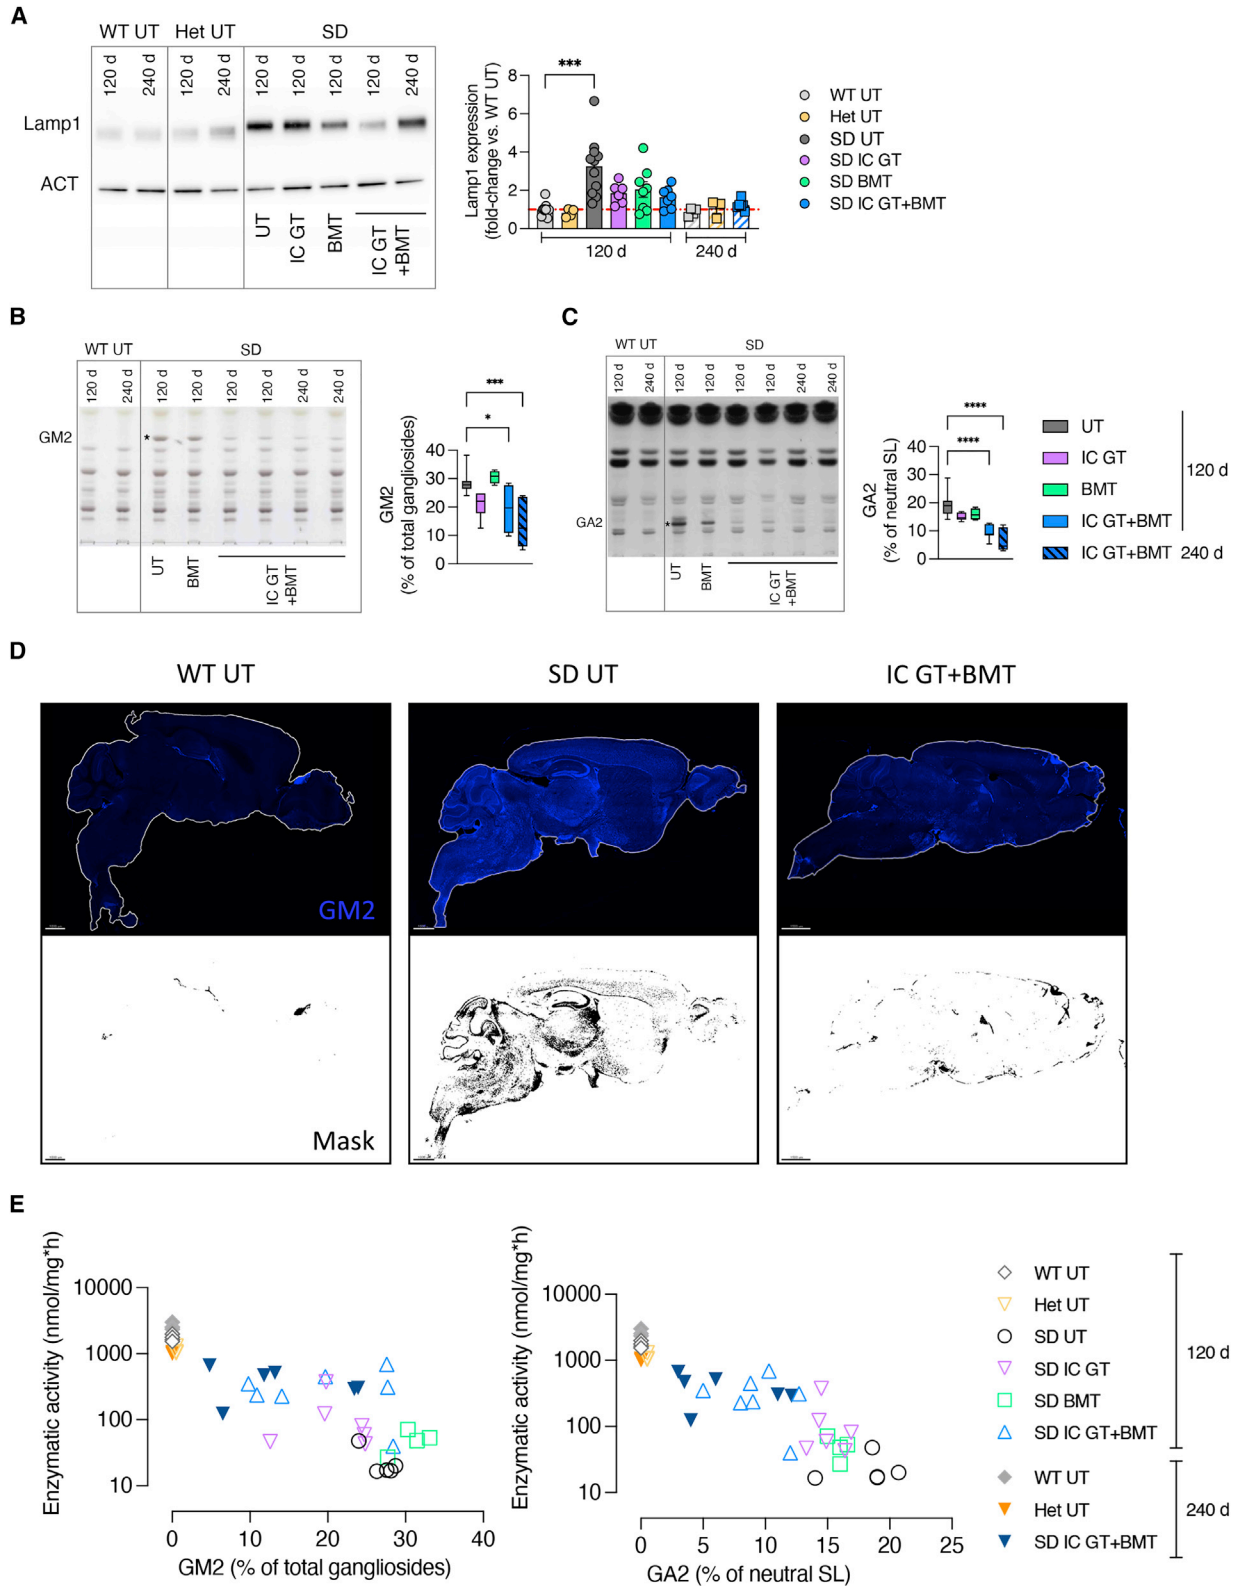 A
WT UT Het UT SD
120 d 240 d 120 d 240 d 120 d 120 d 120 d 120 d 240 d
Lamp1
ACT
UT IC GT BMT IC GT +BMT
Lamp1 expression
(fold-change vs. WT UT)
8
6
4
2
0
***
120 d 240 d
WT UT
Het UT
SD UT
SD IC GT
SD BMT
SD IC GT+BMT
B
WT UT SD
120 d 240 d 120 d 120 d 120 d 120 d 240 d 240 d
GM2
*
UT BMT IC GT +BMT
GM2
(% of total gangliosides)
40
30
20
10
0
***
*
C
WT UT SD
120 d 240 d 120 d 120 d 120 d 120 d 240 d 240 d
GA2
*
UT BMT IC GT +BMT
GA2
(% of neutral SL)
40
30
20
10
0
****
****
UT
IC GT
BMT
IC GT+BMT
120 d
IC GT+BMT 240 d
D
WT UT SD UT IC GT+BMT
GM2
Mask
E
Enzymatic activity (nmol/mg*h)
10000
1000
100
10
0 10 20 30 40
GM2 (% of total gangliosides)
Enzymatic activity (nmol/mg*h)
10000
1000
100
10
0 5 10 15 20 25
GA2 (% of neutral SL)
WT UT
Het UT
SD UT
SD IC GT
SD BMT
SD IC GT+BMT
120 d
WT UT
Het UT
SD IC GT+BMT
240 d